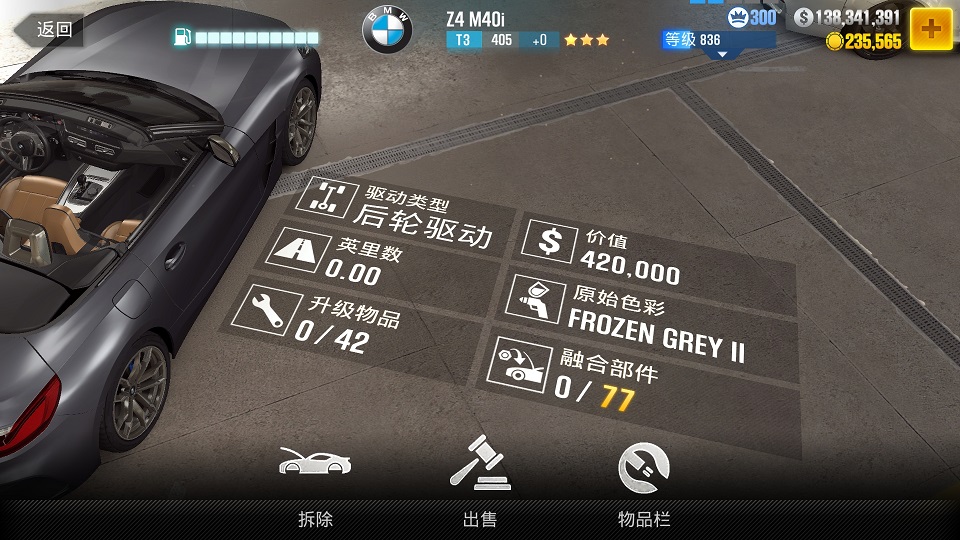 返回
BMW
Z4 M40i
T3 405 +0
等级 836
300
138,341,391
235,565
驱动类型
后轮驱动
英里数
0.00
升级物品
0 / 42
价值
420,000
原始色彩
FROZEN GREY II
融合部件
0 / 77
拆除
出售
物品栏